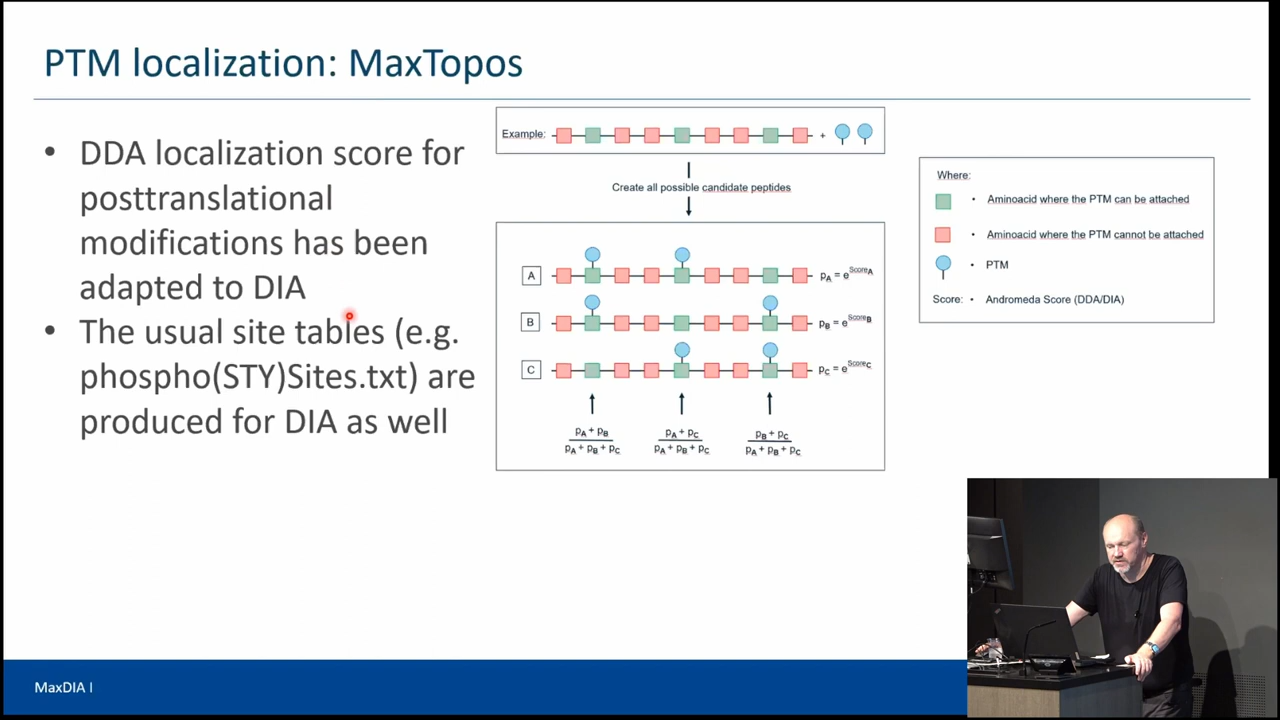 PTM localization: MaxTopos
• DDA localization score for
posttranslational
modifications has been
adapted to DIA
• The usual site tables (e.g.
phospho(STY)Sites.txt) are
produced for DIA as well
Example:
+
Create all possible candidate peptides
A
pA = e^ScoreA
B
pB = e^ScoreB
C
pC = e^ScoreC
pA + pB
pA + pB + pC
pA + pC
pA + pB + pC
pB + pC
pA + pB + pC
Where:
• Aminoacid where the PTM can be attached
• Aminoacid where the PTM cannot be attached
• PTM
Score: • Andromeda Score (DDA/DIA)
MaxDIA |